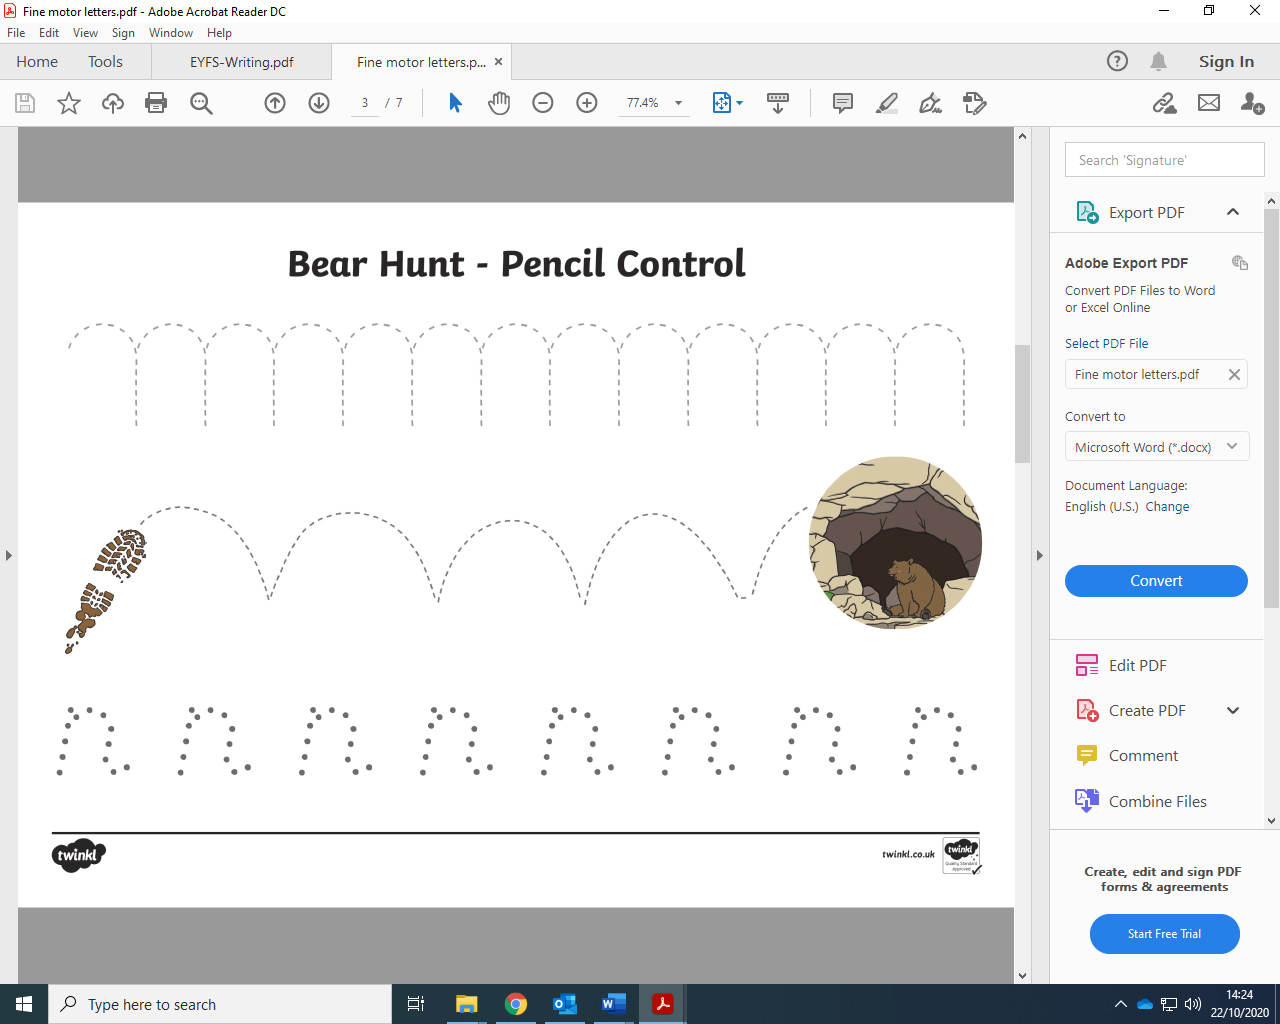 Fine motor letters.pdf - Adobe Acrobat Reader DC
File Edit View Sign Window Help
Home Tools EYFS-Writing.pdf Fine motor letters.p... Sign In
3 / 7 77.4%
Search 'Signature'
Export PDF
Adobe Export PDF
Convert PDF Files to Word
or Excel Online
Select PDF File
Fine motor letters.pdf
Convert to
Microsoft Word (*.docx)
Document Language:
English (U.S.) Change
Convert
Edit PDF
Create PDF
Comment
Combine Files
Create, edit and sign PDF
forms & agreements
Start Free Trial
Bear Hunt - Pencil Control
n n n n n n n n
twinkl
twinkl.co.uk
twinkl
Quality Standard
Approved
Type here to search
14:24
22/10/2020